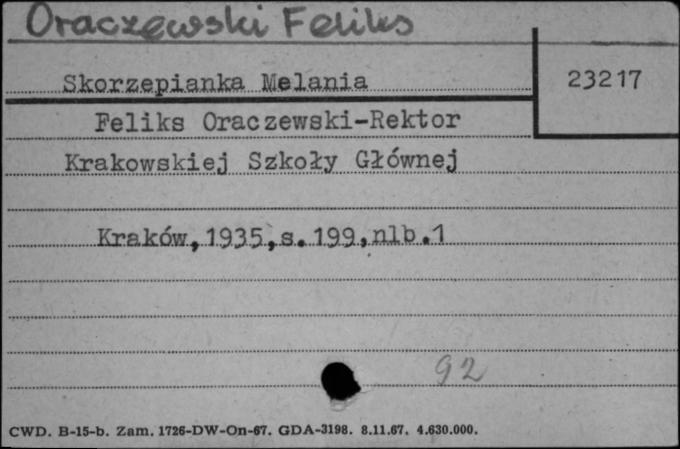 Oraczewski Feliks
Skorzepianka Melania
23217
Feliks Oraczewski-Rektor
Krakowskiej Szkoły Głównej
Kraków,1935,s.199,nlb.1
92
CWD. B-15-b. Zam. 1726-DW-On-67. GDA-3198. 8.11.67. 4.630.000.